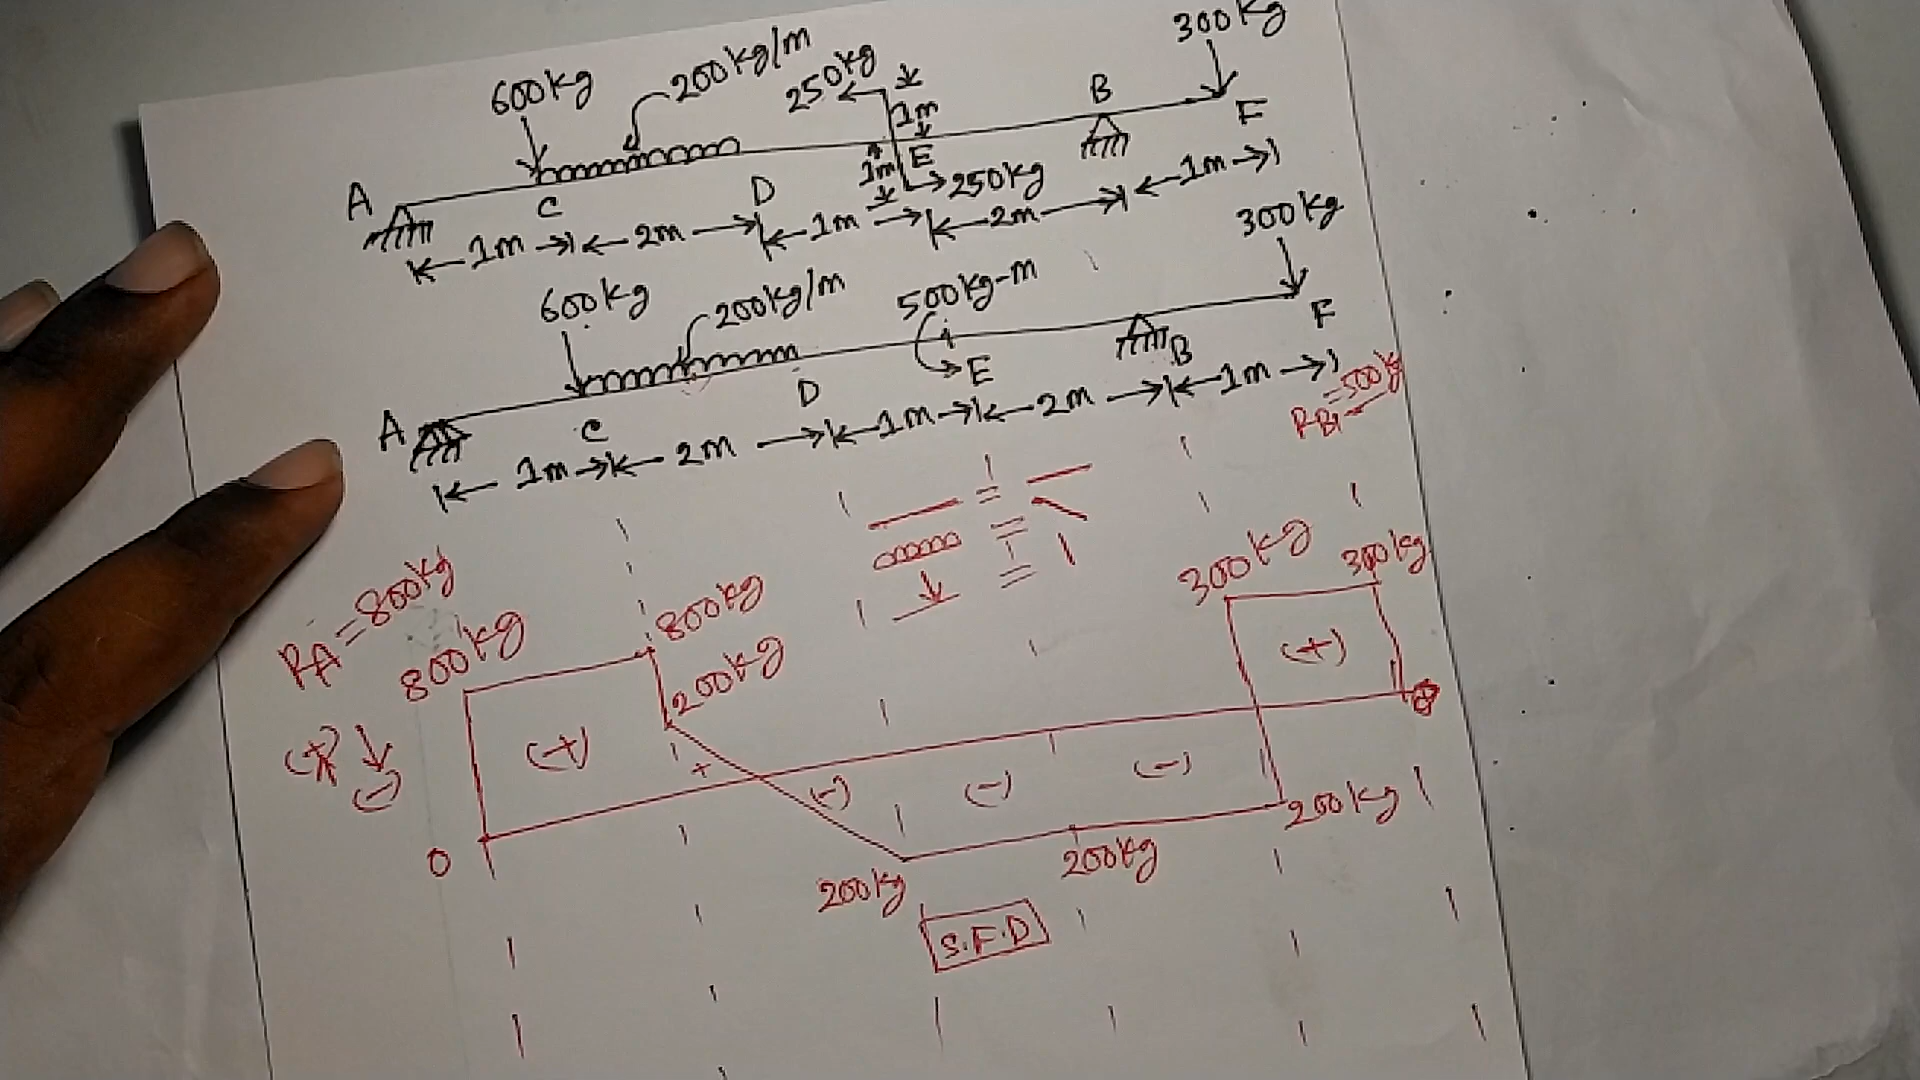 300kg
600kg
200kg/m
250kg
1m
B
F
A
C
D
1m
E
250kg
1m
2m
1m
2m
1m
300kg
600kg
200kg/m
500kg-m
A
C
D
E
B
F
1m
2m
1m
2m
1m
RB1=500kg
RA=800kg
800kg
800kg
200kg
300kg
300kg
(+)
(-)
(+)
+
(-)
(-)
(-)
(+)
0
200kg
200kg
200kg
S.F.D